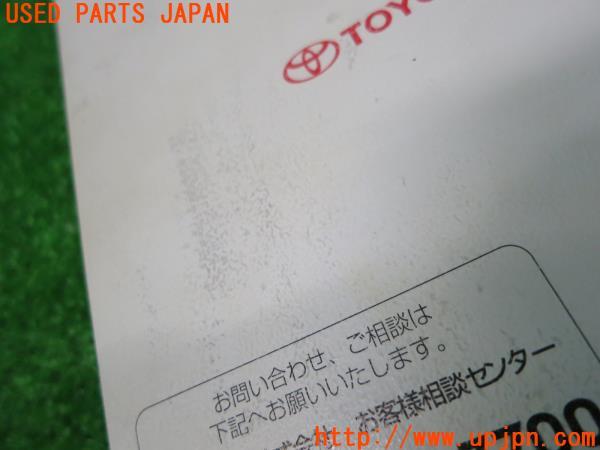 USED PARTS JAPAN
TOYO
お問い合わせ、ご相談は
下記へお願いいたします。
お客様相談センター
700
http://www.upjpn.com